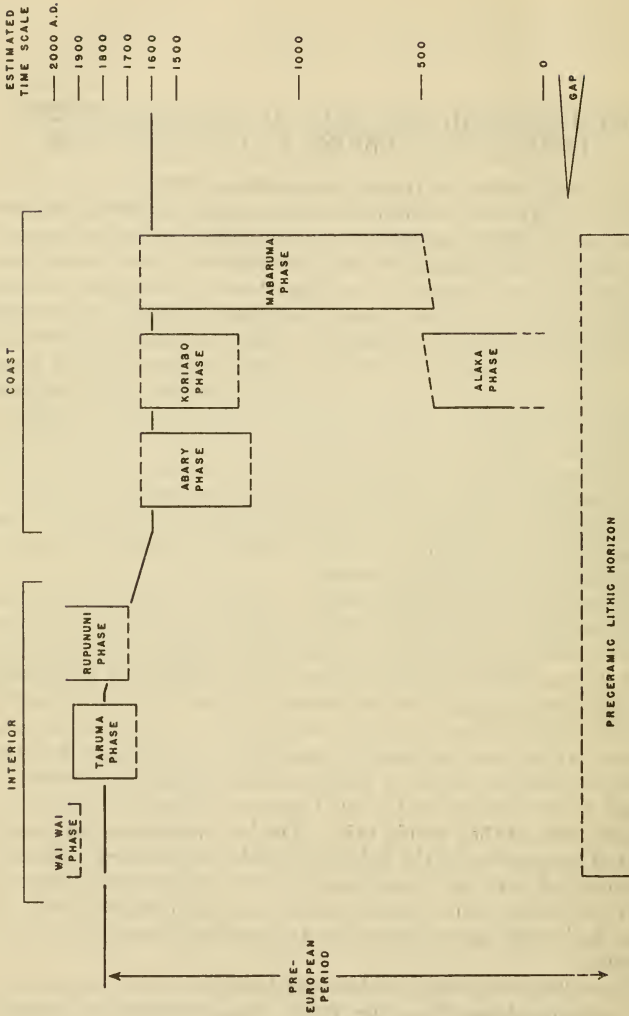 INTERIOR
COAST
ESTIMATED
TIME SCALE
2000 A.D.
1900
1800
1700
1600
1500
1000
500
0
GAP
WAI WAI
PHASE
TARUMA
PHASE
RUPUNUNI
PHASE
ABARY
PHASE
KORIABO
PHASE
MABARUMA
PHASE
ALAKA
PHASE
PRE-
EUROPEAN
PERIOD
PRECERAMIC LITHIC HORIZON